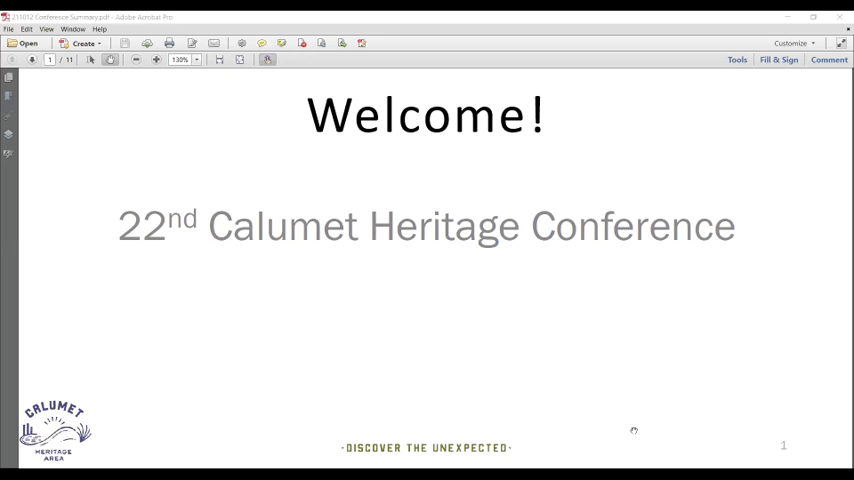 211012 Conference Summary.pdf - Adobe Acrobat Pro
File Edit View Window Help
Open Create Customize
1 / 11 130% Tools Fill & Sign Comment
Welcome!
22nd Calumet Heritage Conference
CALUMET
HERITAGE
AREA
·DISCOVER THE UNEXPECTED·
1